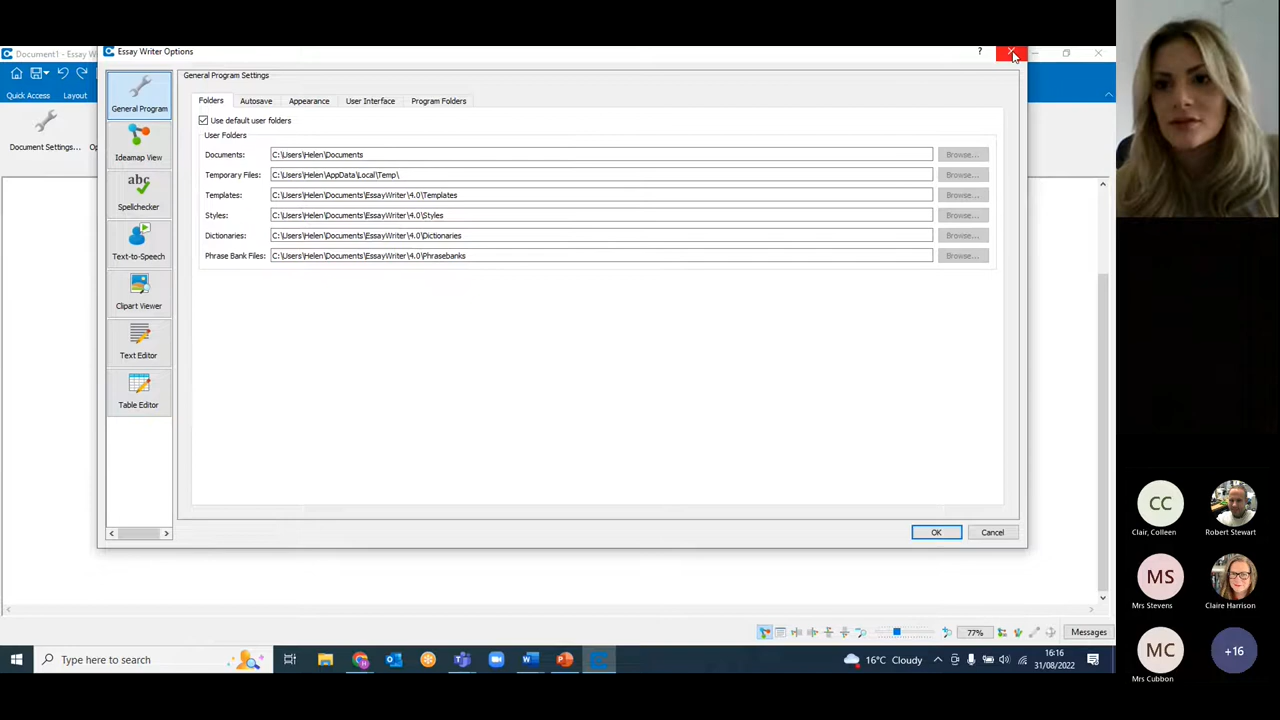 Document1 - Essay W
Essay Writer Options
?
Quick Access
Layout
Document Settings...
General Program
Ideamap View
abc
Spellchecker
Text-to-Speech
Clipart Viewer
Text Editor
Table Editor
General Program Settings
Folders
Autosave
Appearance
User Interface
Program Folders
Use default user folders
User Folders
Documents:
C:\Users\Helen\Documents
Browse...
Temporary Files:
C:\Users\Helen\AppData\Local\Temp\
Browse...
Templates:
C:\Users\Helen\Documents\EssayWriter\4.0\Templates
Browse...
Styles:
C:\Users\Helen\Documents\EssayWriter\4.0\Styles
Browse...
Dictionaries:
C:\Users\Helen\Documents\EssayWriter\4.0\Dictionaries
Browse...
Phrase Bank Files:
C:\Users\Helen\Documents\EssayWriter\4.0\Phrasebanks
Browse...
OK
Cancel
77%
Messages
Type here to search
16°C Cloudy
16:16
31/08/2022
CC
Clair, Colleen
Robert Stewart
MS
Mrs Stevens
Claire Harrison
MC
Mrs Cubbon
+16